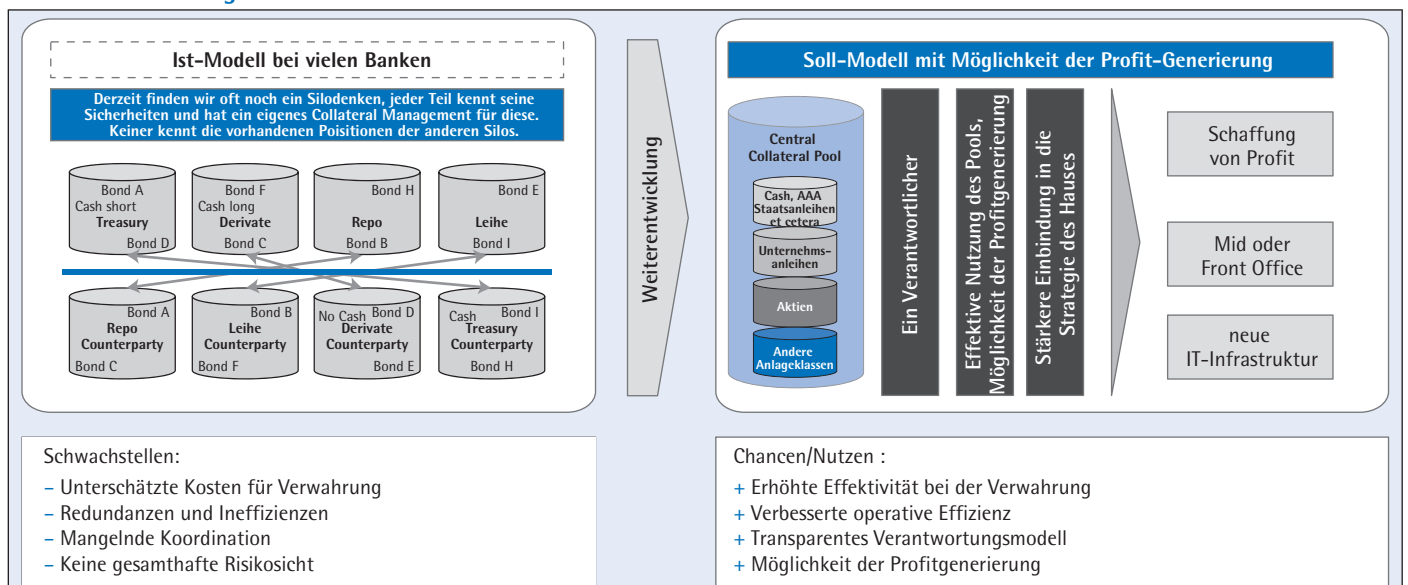 Ist-Modell bei vielen Banken
Derzeit finden wir oft noch ein Silodenken, jeder Teil kennt seine
Sicherheiten und hat ein eigenes Collateral Management für diese.
Keiner kennt die vorhandenen Poisitionen der anderen Silos.
Bond A
Cash short
Treasury
Bond D
Bond F
Cash long
Derivate
Bond C
Bond H
Repo
Bond B
Bond E
Leihe
Bond I
Bond A
Repo
Counterparty
Bond C
Bond B
Leihe
Counterparty
Bond F
No Cash Bond D
Derivate
Counterparty
Bond E
Cash Bond I
Treasury
Counterparty
Bond H
Weiterentwicklung
Soll-Modell mit Möglichkeit der Profit-Generierung
Central
Collateral Pool
Cash, AAA
Staatsanleihen
et cetera
Unternehms-
anleihen
Aktien
Andere
Anlageklassen
Ein Verantwortlicher
Effektive Nutzung des Pools,
Möglichkeit der Profitgenerierung
Stärkere Einbindung in die
Strategie des Hauses
Schaffung
von Profit
Mid oder
Front Office
neue
IT-Infrastruktur
Schwachstellen:
– Unterschätzte Kosten für Verwahrung
– Redundanzen und Ineffizienzen
– Mangelnde Koordination
– Keine gesamthafte Risikosicht
Chancen/Nutzen :
+ Erhöhte Effektivität bei der Verwahrung
+ Verbesserte operative Effizienz
+ Transparentes Verantwortungsmodell
+ Möglichkeit der Profitgenerierung